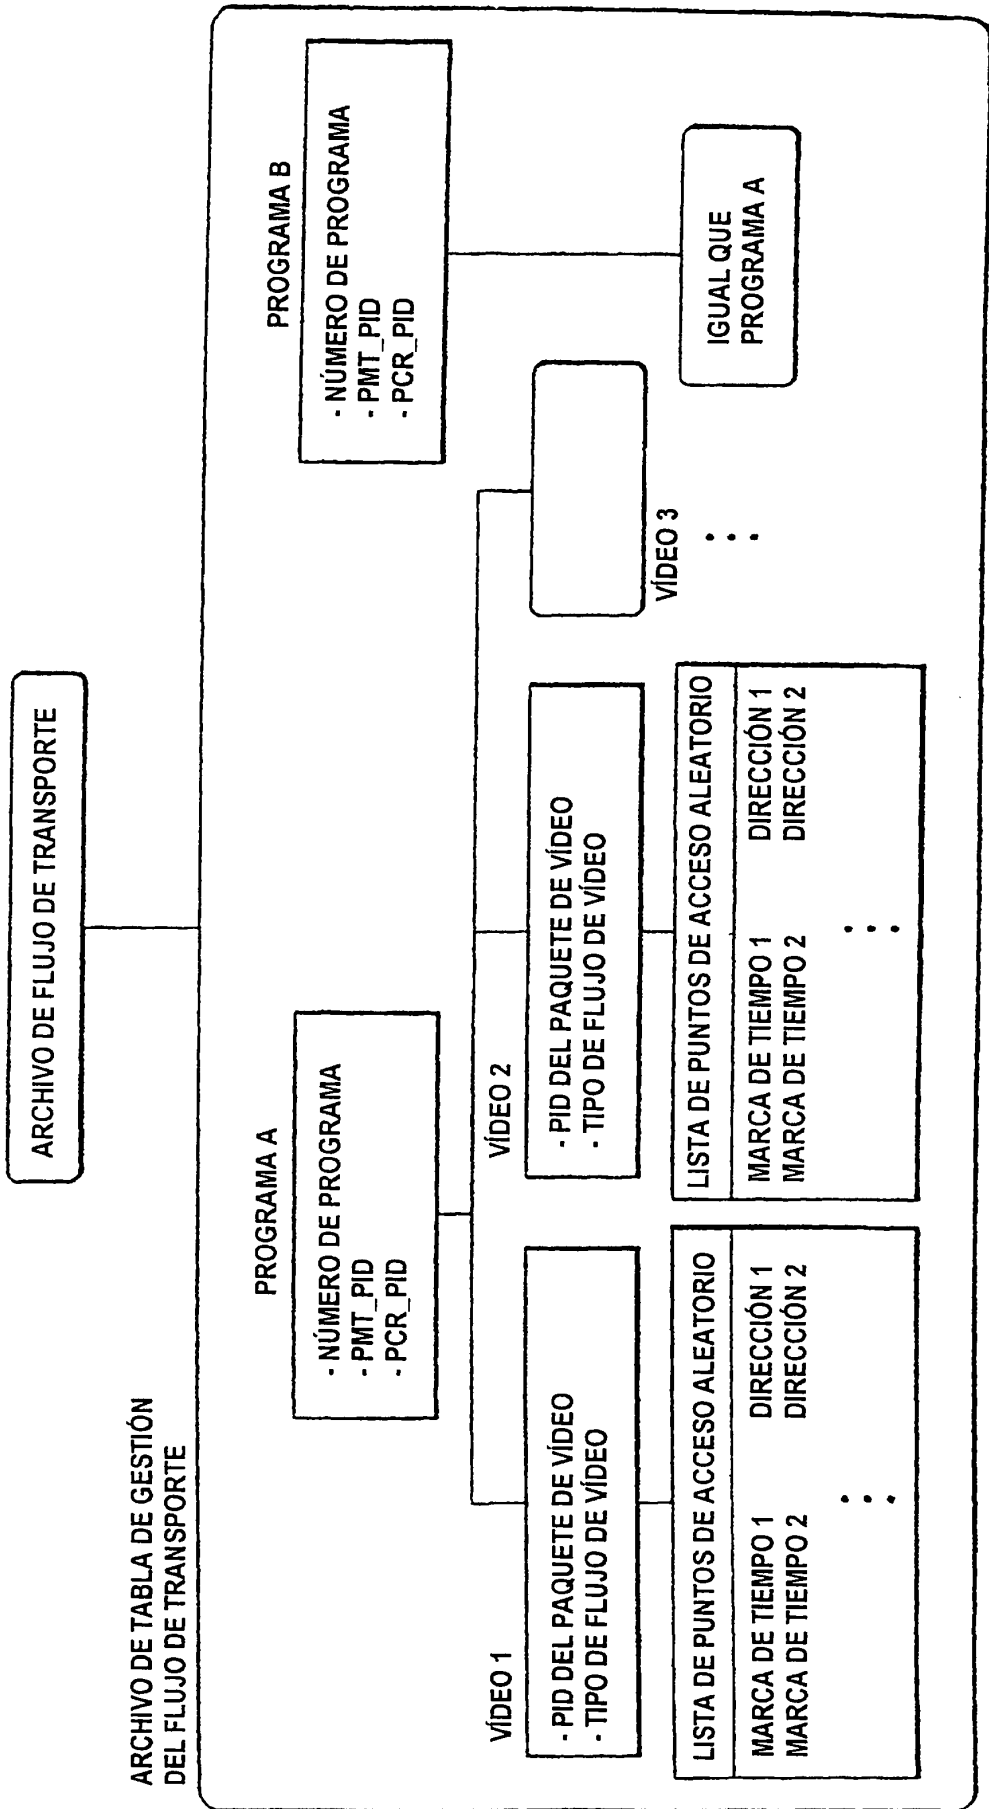 ARCHIVO DE FLUJO DE TRANSPORTE
ARCHIVO DE TABLA DE GESTIÓN
DEL FLUJO DE TRANSPORTE
PROGRAMA A
- NÚMERO DE PROGRAMA
- PMT_PID
- PCR_PID
PROGRAMA B
- NÚMERO DE PROGRAMA
- PMT_PID
- PCR_PID
VÍDEO 1
- PID DEL PAQUETE DE VÍDEO
- TIPO DE FLUJO DE VÍDEO
LISTA DE PUNTOS DE ACCESO ALEATORIO
MARCA DE TIEMPO 1 DIRECCIÓN 1
MARCA DE TIEMPO 2 DIRECCIÓN 2
VÍDEO 2
- PID DEL PAQUETE DE VÍDEO
- TIPO DE FLUJO DE VÍDEO
LISTA DE PUNTOS DE ACCESO ALEATORIO
MARCA DE TIEMPO 1 DIRECCIÓN 1
MARCA DE TIEMPO 2 DIRECCIÓN 2
VÍDEO 3
IGUAL QUE
PROGRAMA A